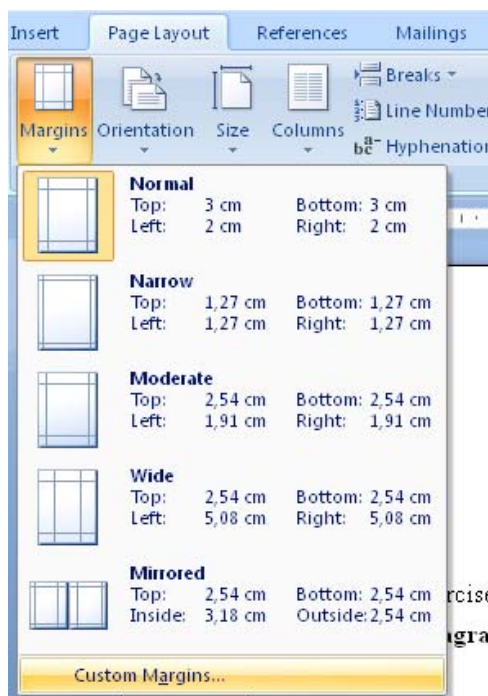 Insert Page Layout References Mailings
Margins Orientation Size Columns
Breaks
Line Number
Hyphenation
Normal
Top: 3 cm Bottom: 3 cm
Left: 2 cm Right: 2 cm
Narrow
Top: 1,27 cm Bottom: 1,27 cm
Left: 1,27 cm Right: 1,27 cm
Moderate
Top: 2,54 cm Bottom: 2,54 cm
Left: 1,91 cm Right: 1,91 cm
Wide
Top: 2,54 cm Bottom: 2,54 cm
Left: 5,08 cm Right: 5,08 cm
Mirrored
Top: 2,54 cm Bottom: 2,54 cm
Inside: 3,18 cm Outside: 2,54 cm
Custom Margins...
rcise
agra